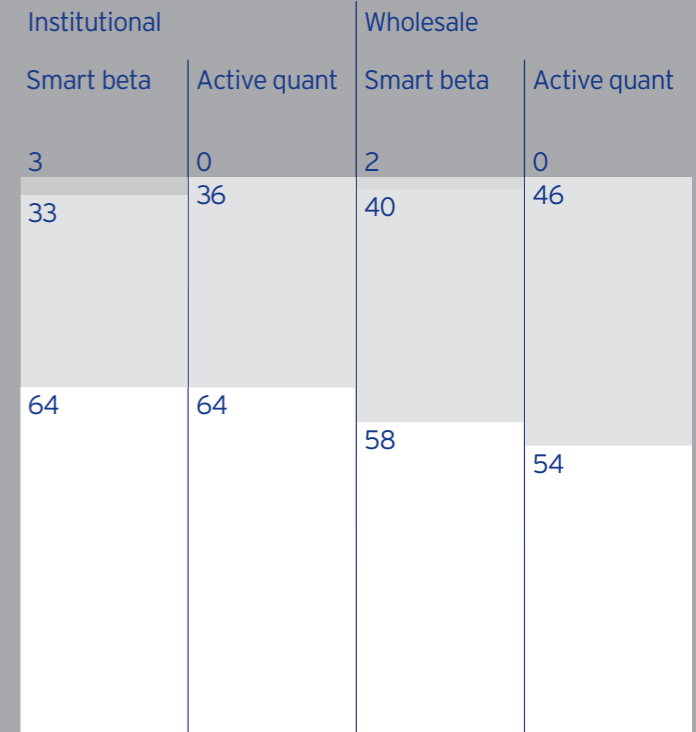 Institutional Wholesale
Smart beta Active quant Smart beta Active quant
3 0 2 0
33 36 40 46
64 64 58 54